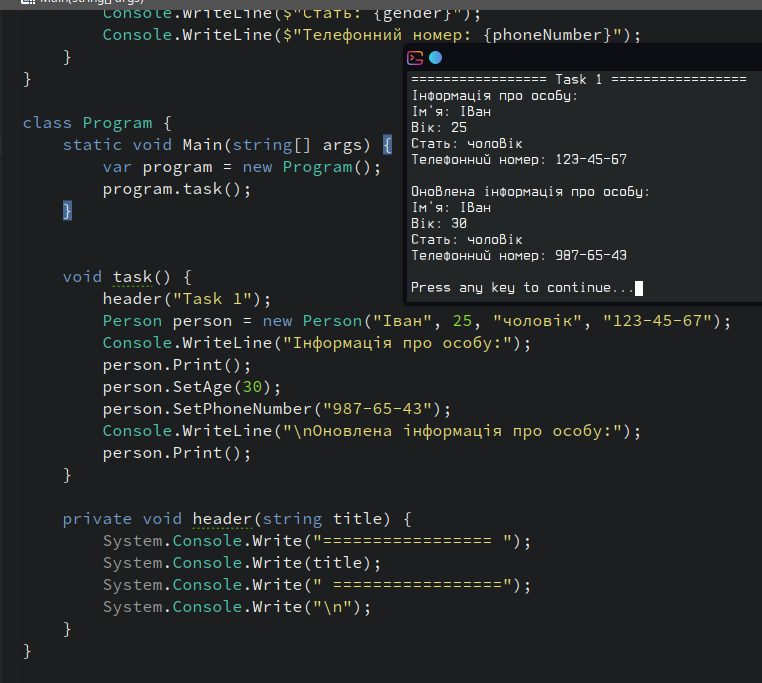 Main(string[] args)
Console.WriteLine($"Стать: {gender}");
Console.WriteLine($"Телефонний номер: {phoneNumber}");
}
}
class Program {
static void Main(string[] args) {
var program = new Program();
program.task();
}
void task() {
header("Task 1");
Person person = new Person("Іван", 25, "чоловік", "123-45-67");
Console.WriteLine("Інформація про особу:");
person.Print();
person.SetAge(30);
person.SetPhoneNumber("987-65-43");
Console.WriteLine("\nОновлена інформація про особу:");
person.Print();
}
private void header(string title) {
System.Console.Write("================= ");
System.Console.Write(title);
System.Console.Write(" =================");
System.Console.Write("\n");
}
}
================= Task 1 =================
Інформація про особу:
Ім'я: Іван
Вік: 25
Стать: чоловік
Телефонний номер: 123-45-67
Оновлена інформація про особу:
Ім'я: Іван
Вік: 30
Стать: чоловік
Телефонний номер: 987-65-43
Press any key to continue...